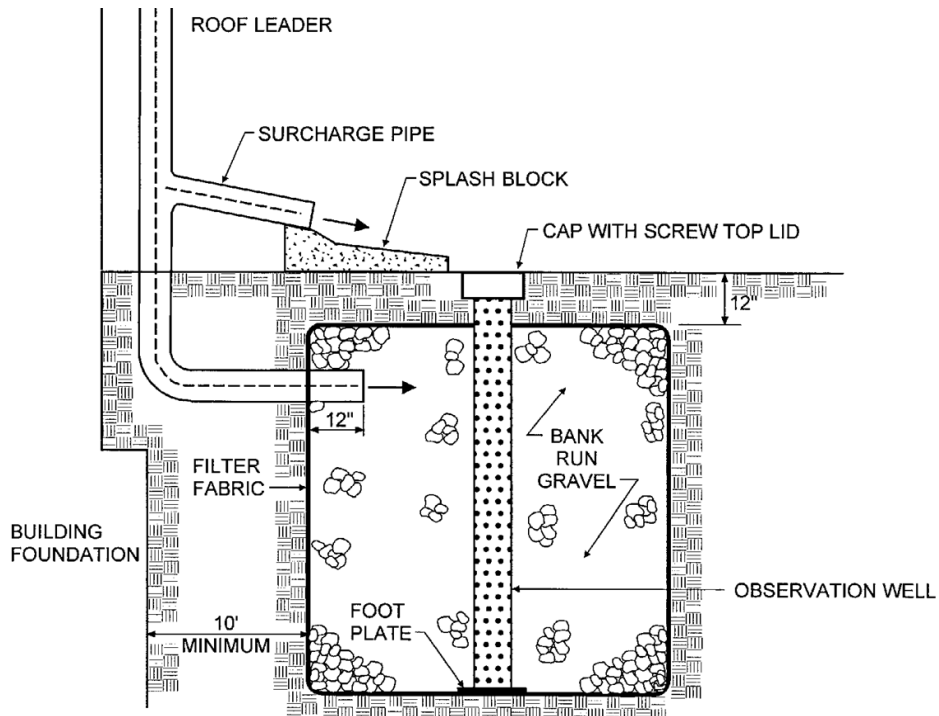 ROOF LEADER
SURCHARGE PIPE
SPLASH BLOCK
CAP WITH SCREW TOP LID
12"
12"
BANK
RUN
GRAVEL
FILTER
FABRIC
BUILDING
FOUNDATION
OBSERVATION WELL
FOOT
PLATE
10'
MINIMUM